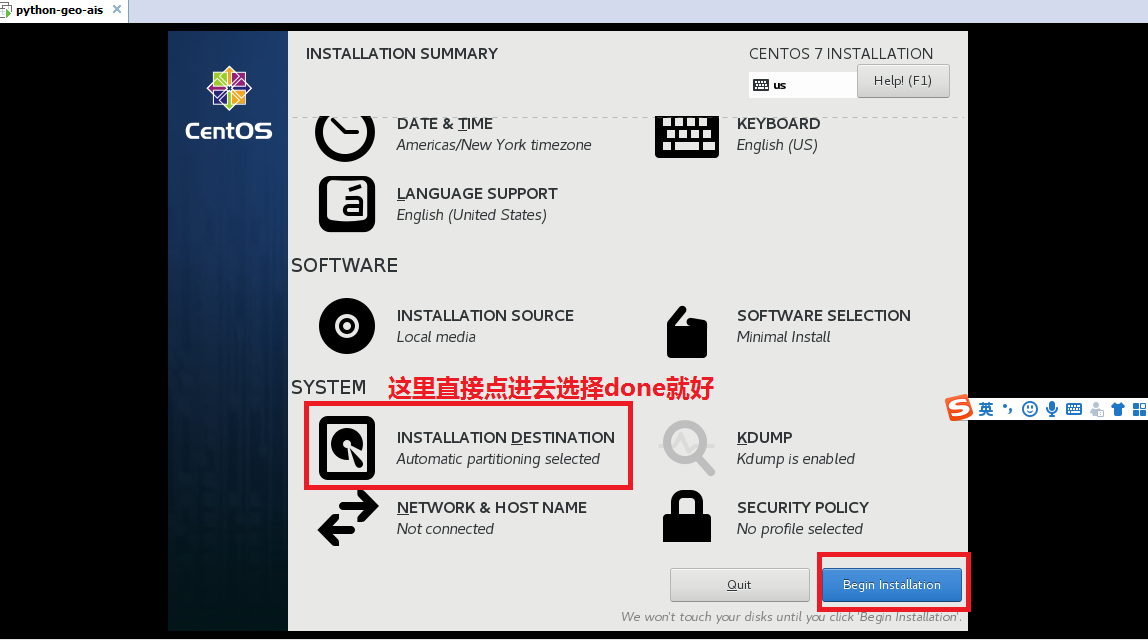 python-geo-ais
INSTALLATION SUMMARY
CENTOS 7 INSTALLATION
us
Help! (F1)
CentOS
DATE & TIME
Americas/New York timezone
KEYBOARD
English (US)
LANGUAGE SUPPORT
English (United States)
SOFTWARE
INSTALLATION SOURCE
Local media
SOFTWARE SELECTION
Minimal Install
SYSTEM
这里直接点进去选择done就好
INSTALLATION DESTINATION
Automatic partitioning selected
KDUMP
Kdump is enabled
英
NETWORK & HOST NAME
Not connected
SECURITY POLICY
No profile selected
Quit
Begin Installation
We won't touch your disks until you click 'Begin Installation'.